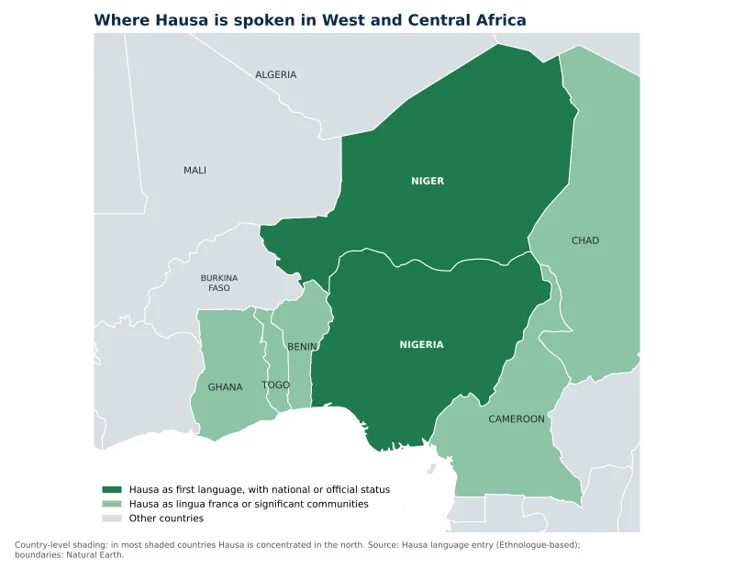 Where Hausa is spoken in West and Central Africa
ALGERIA
MALI
NIGER
CHAD
BURKINA
FASO
NIGERIA
BENIN
GHANA
TOGO
CAMEROON
Hausa as first language, with national or official status
Hausa as lingua franca or significant communities
Other countries
Country-level shading: in most shaded countries Hausa is concentrated in the north. Source: Hausa language entry (Ethnologue-based);
boundaries: Natural Earth.